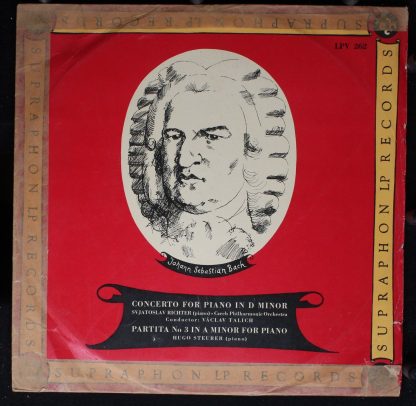 SUPRAPHON LP RECORDS
LPV 262
SUPRAPHON LP RECORDS
SUPRAPHON LP RECORDS
Johann Sebastian Bach
CONCERTO FOR PIANO IN D MINOR
SVJATOSLAV RICHTER (piano) • Czech Philharmonic Orchestra
Conductor: VÁCLAV TALICH
PARTITA No 3 IN A MINOR FOR PIANO
HUGO STEURER (piano)
SUPRAPHON LP RECORDS